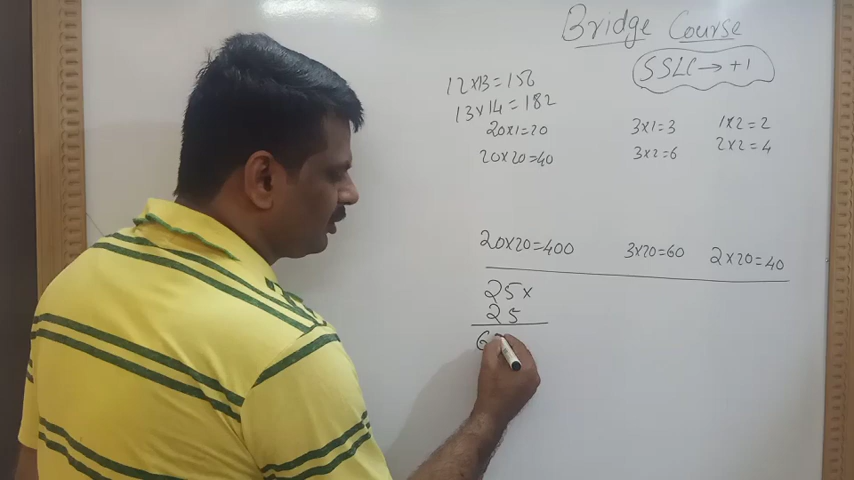 Bridge Course
SSLC → +1
12x13=156
13x14=182
20x1=20
20x20=40
3x1=3
3x2=6
1x2=2
2x2=4
20x20=400
3x20=60
2x20=40
25x
25
6